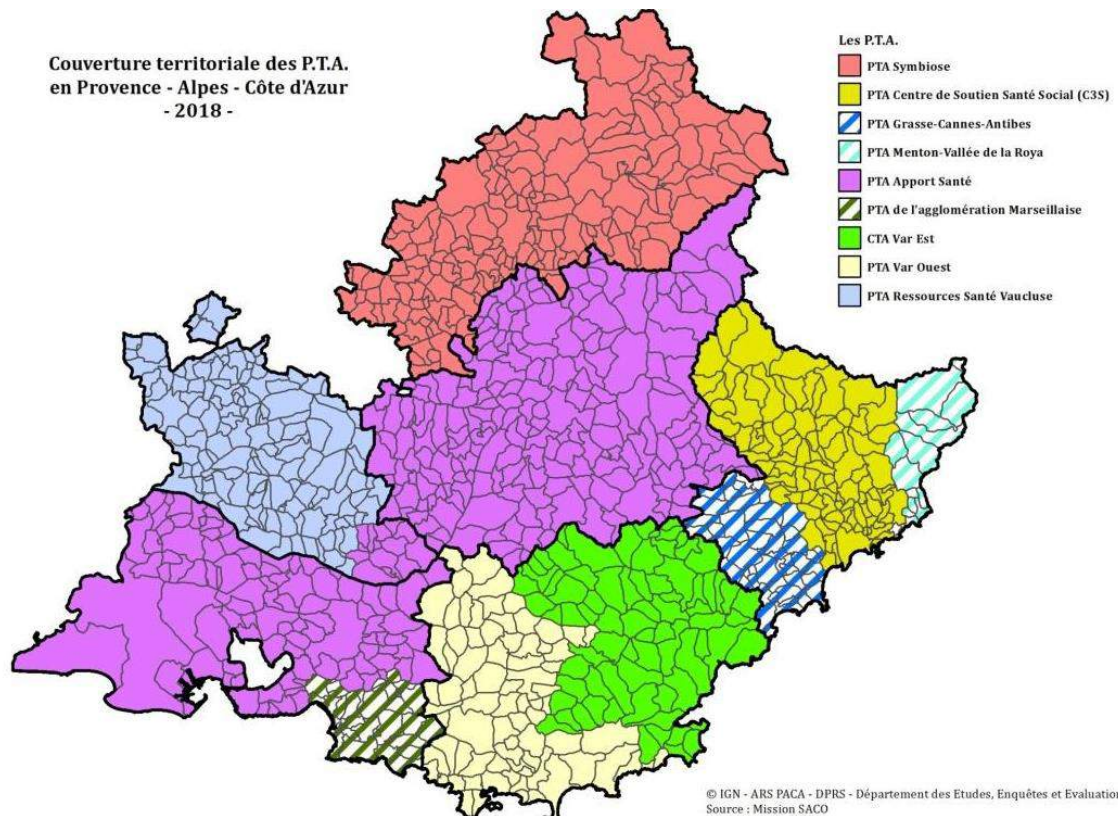 Couverture territoriale des P.T.A.
en Provence - Alpes - Côte d'Azur
- 2018 -
Les P.T.A.
PTA Symbiose
PTA Centre de Soutien Santé Social (C3S)
PTA Grasse-Cannes-Antibes
PTA Menton-Vallée de la Roya
PTA Apport Santé
PTA de l'agglomération Marseillaise
CTA Var Est
PTA Var Ouest
PTA Ressources Santé Vaucluse
© IGN - ARS PACA - DPRS - Département des Etudes, Enquêtes et Evaluation
Source : Mission SACO